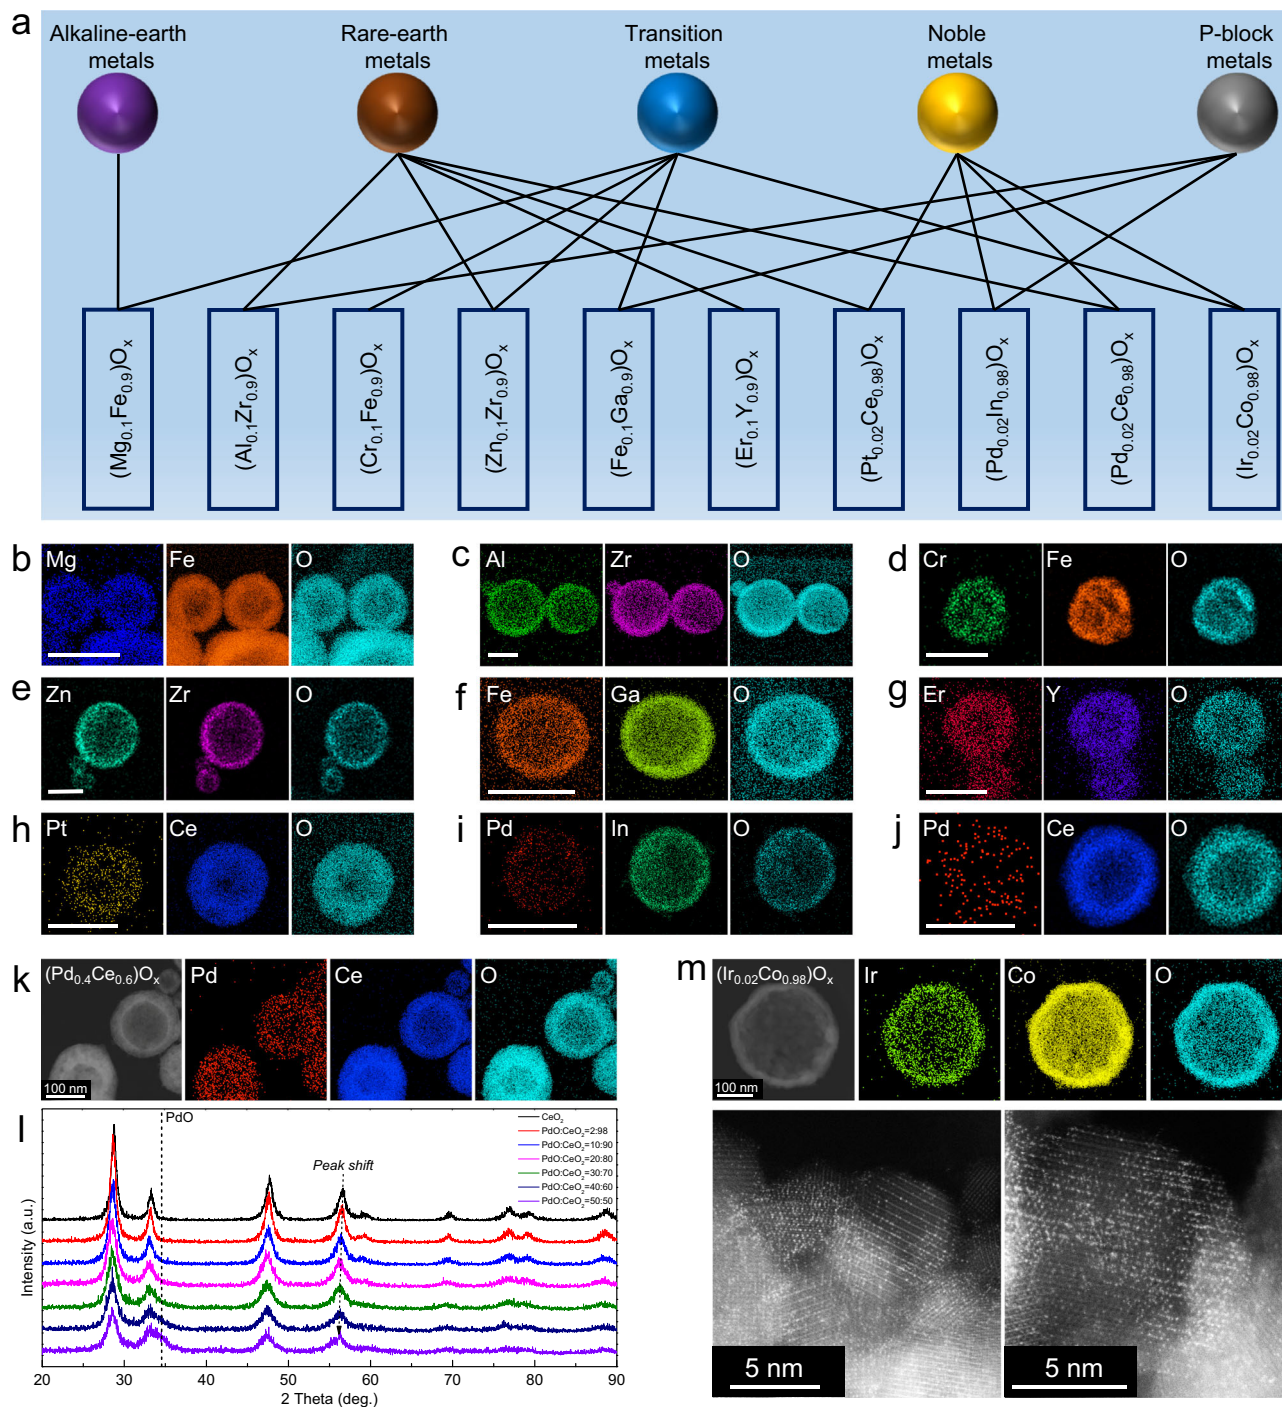 a
Alkaline-earth
metals
Rare-earth
metals
Transition
metals
Noble
metals
P-block
metals
(Mg0.1Fe0.9)Ox
(Al0.1Zr0.9)Ox
(Cr0.1Fe0.9)Ox
(Zn0.1Zr0.9)Ox
(Fe0.1Ga0.9)Ox
(Er0.1Y0.9)Ox
(Pt0.02Ce0.98)Ox
(Pd0.02In0.98)Ox
(Pd0.02Ce0.98)Ox
(Ir0.02Co0.98)Ox
b Mg Fe O
c Al Zr O
d Cr Fe O
e Zn Zr O
f Fe Ga O
g Er Y O
h Pt Ce O
i Pd In O
j Pd Ce O
k (Pd0.4Ce0.6)Ox Pd Ce O
100 nm
m (Ir0.02Co0.98)Ox Ir Co O
100 nm
l
PdO
Peak shift
CeO2
PdO:CeO2=2:98
PdO:CeO2=10:90
PdO:CeO2=20:80
PdO:CeO2=30:70
PdO:CeO2=40:60
PdO:CeO2=50:50
Intensity (a.u.)
20 30 40 50 60 70 80 90
2 Theta (deg.)
5 nm
5 nm